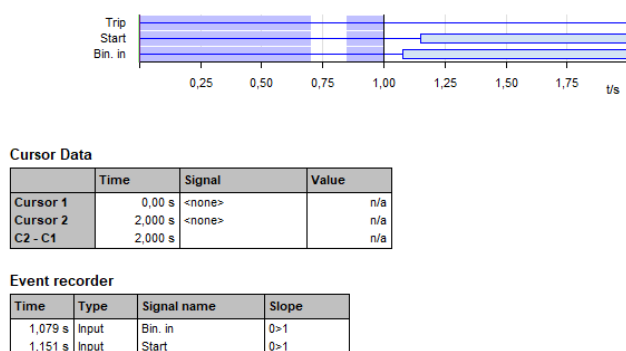 Trip
Start
Bin. in
0,25 0,50 0,75 1,00 1,25 1,50 1,75 t/s
Cursor Data
Time Signal Value
Cursor 1 0,00 s <none> n/a
Cursor 2 2,000 s <none> n/a
C2 - C1 2,000 s n/a
Event recorder
Time Type Signal name Slope
1,079 s Input Bin. in 0>1
1,151 s Input Start 0>1